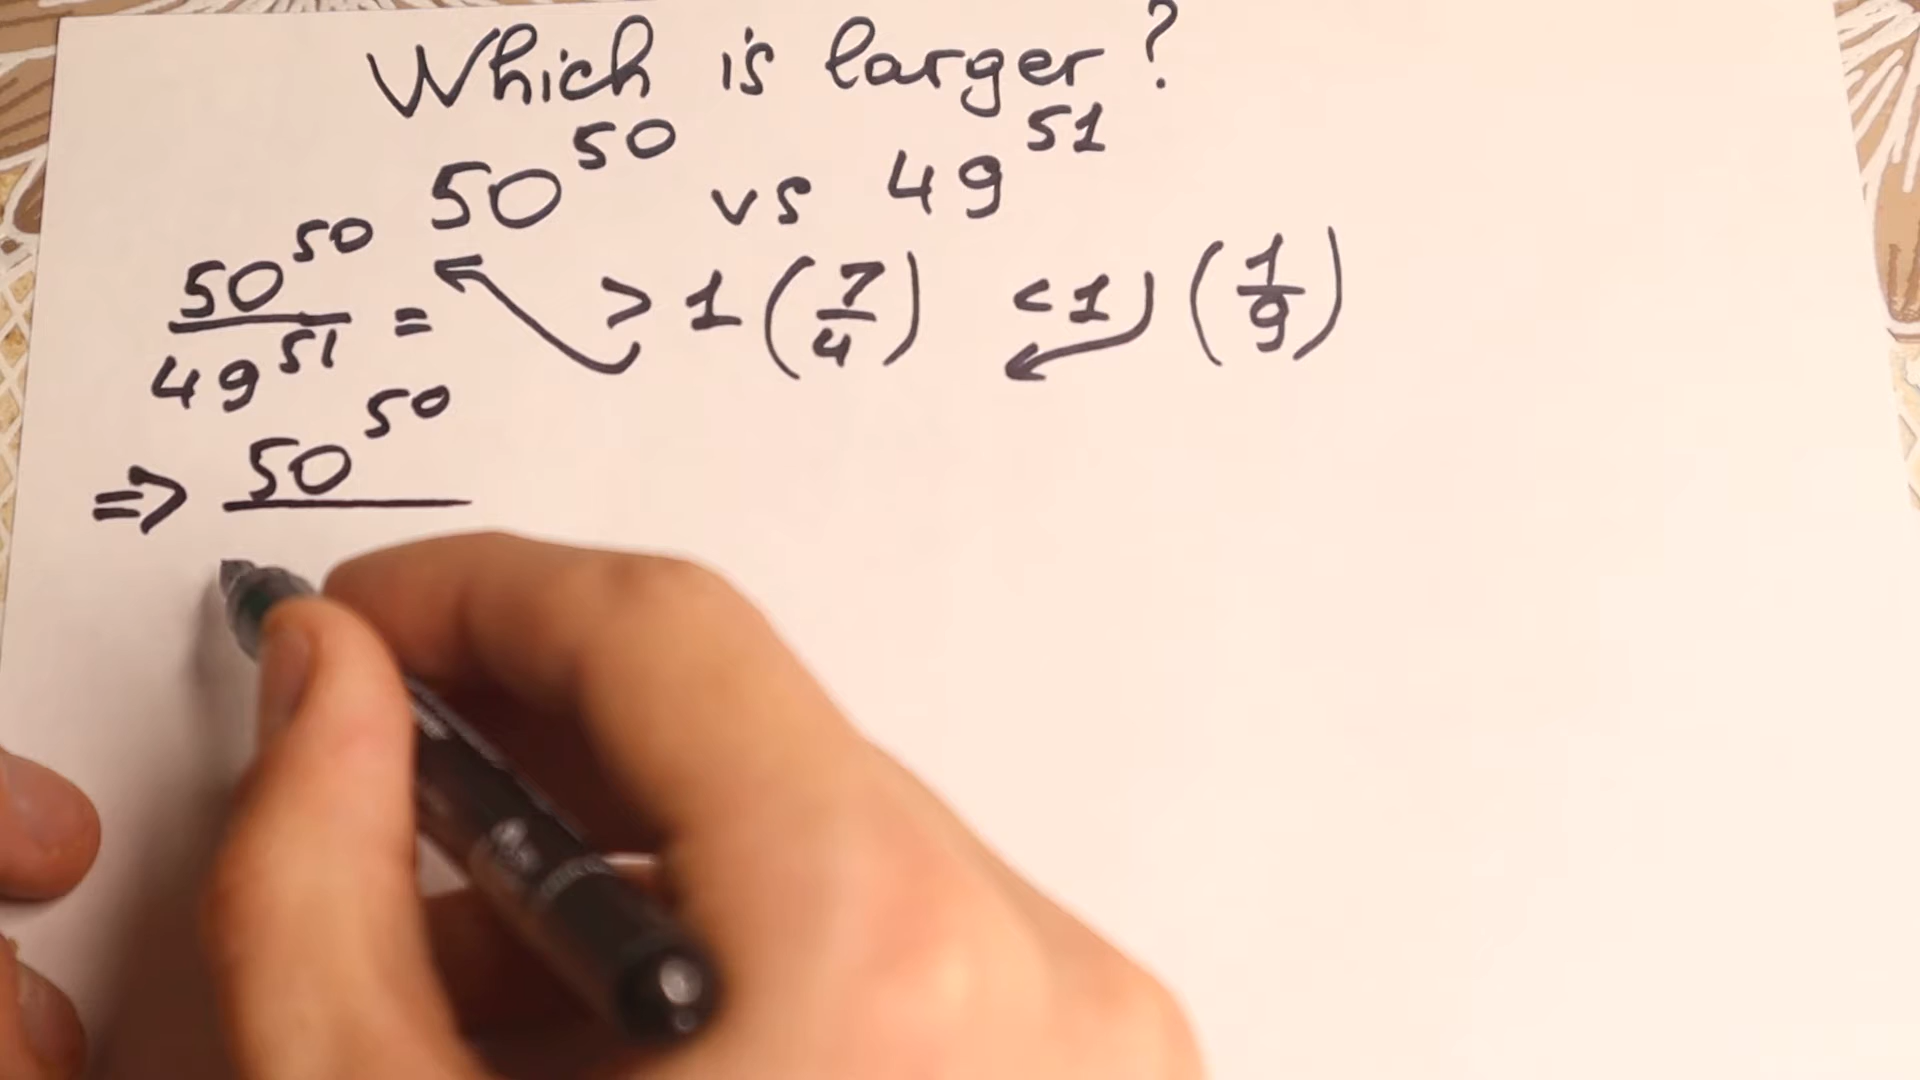 Which is larger?
50^50 vs 49^51
50^50/49^51 = > 1 (7/4) < 1 (1/9)
=> 50^50